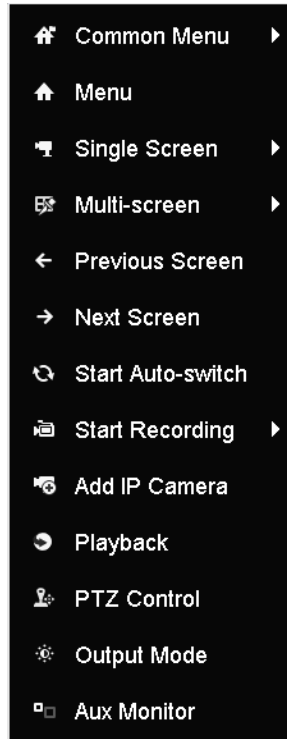 Common Menu
Menu
Single Screen
Multi-screen
Previous Screen
Next Screen
Start Auto-switch
Start Recording
Add IP Camera
Playback
PTZ Control
Output Mode
Aux Monitor